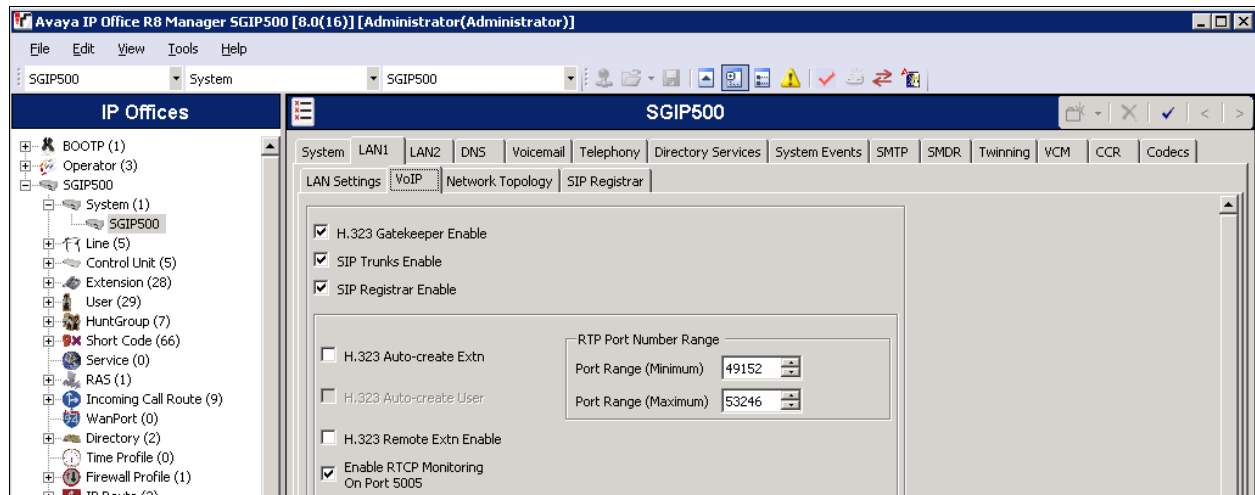 Avaya IP Office R8 Manager SGIP500 [8.0(16)] [Administrator(Administrator)]
File Edit View Tools Help
SGIP500 System SGIP500
IP Offices
BOOTP (1)
Operator (3)
SGIP500
System (1)
SGIP500
Line (5)
Control Unit (5)
Extension (28)
User (29)
HuntGroup (7)
Short Code (66)
Service (0)
RAS (1)
Incoming Call Route (9)
WanPort (0)
Directory (2)
Time Profile (0)
Firewall Profile (1)
SGIP500
System LAN1 LAN2 DNS Voicemail Telephony Directory Services System Events SMTP SMDR Twinning VCM CCR Codecs
LAN Settings VoIP Network Topology SIP Registrar
H.323 Gatekeeper Enable
SIP Trunks Enable
SIP Registrar Enable
H.323 Auto-create Extn
H.323 Auto-create User
H.323 Remote Extn Enable
Enable RTCP Monitoring
On Port 5005
RTP Port Number Range
Port Range (Minimum) 49152
Port Range (Maximum) 53246